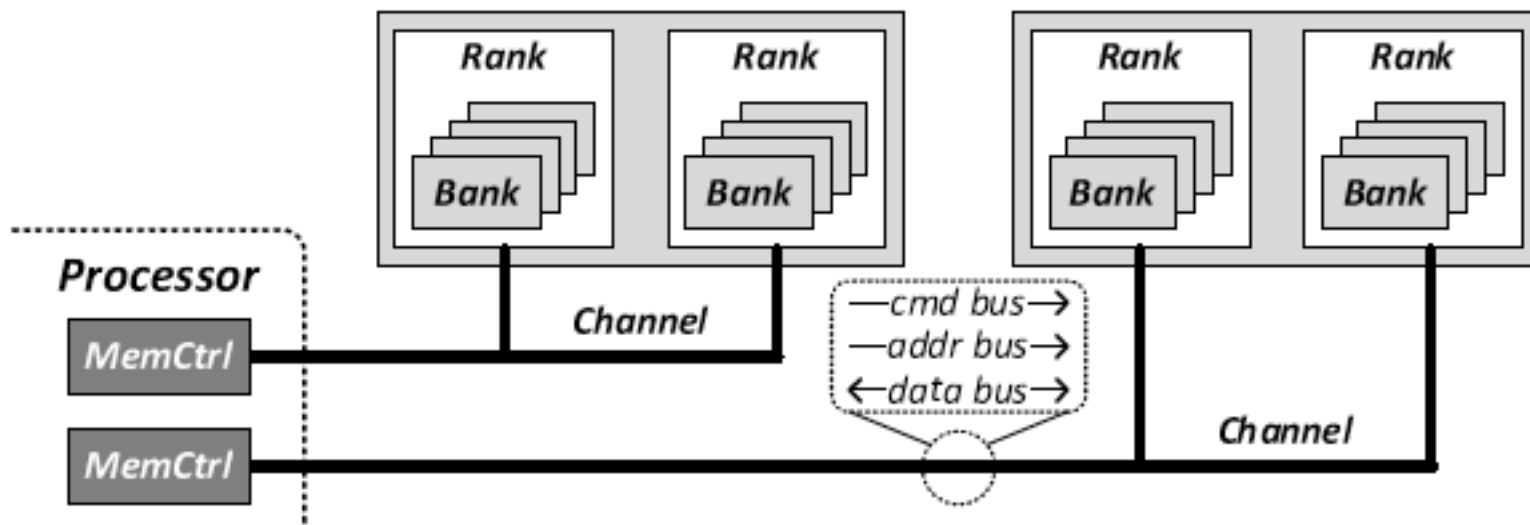 Rank
Rank
Rank
Rank
Bank
Bank
Bank
Bank
Processor
MemCtrl
MemCtrl
Channel
cmd bus
addr bus
data bus
Channel